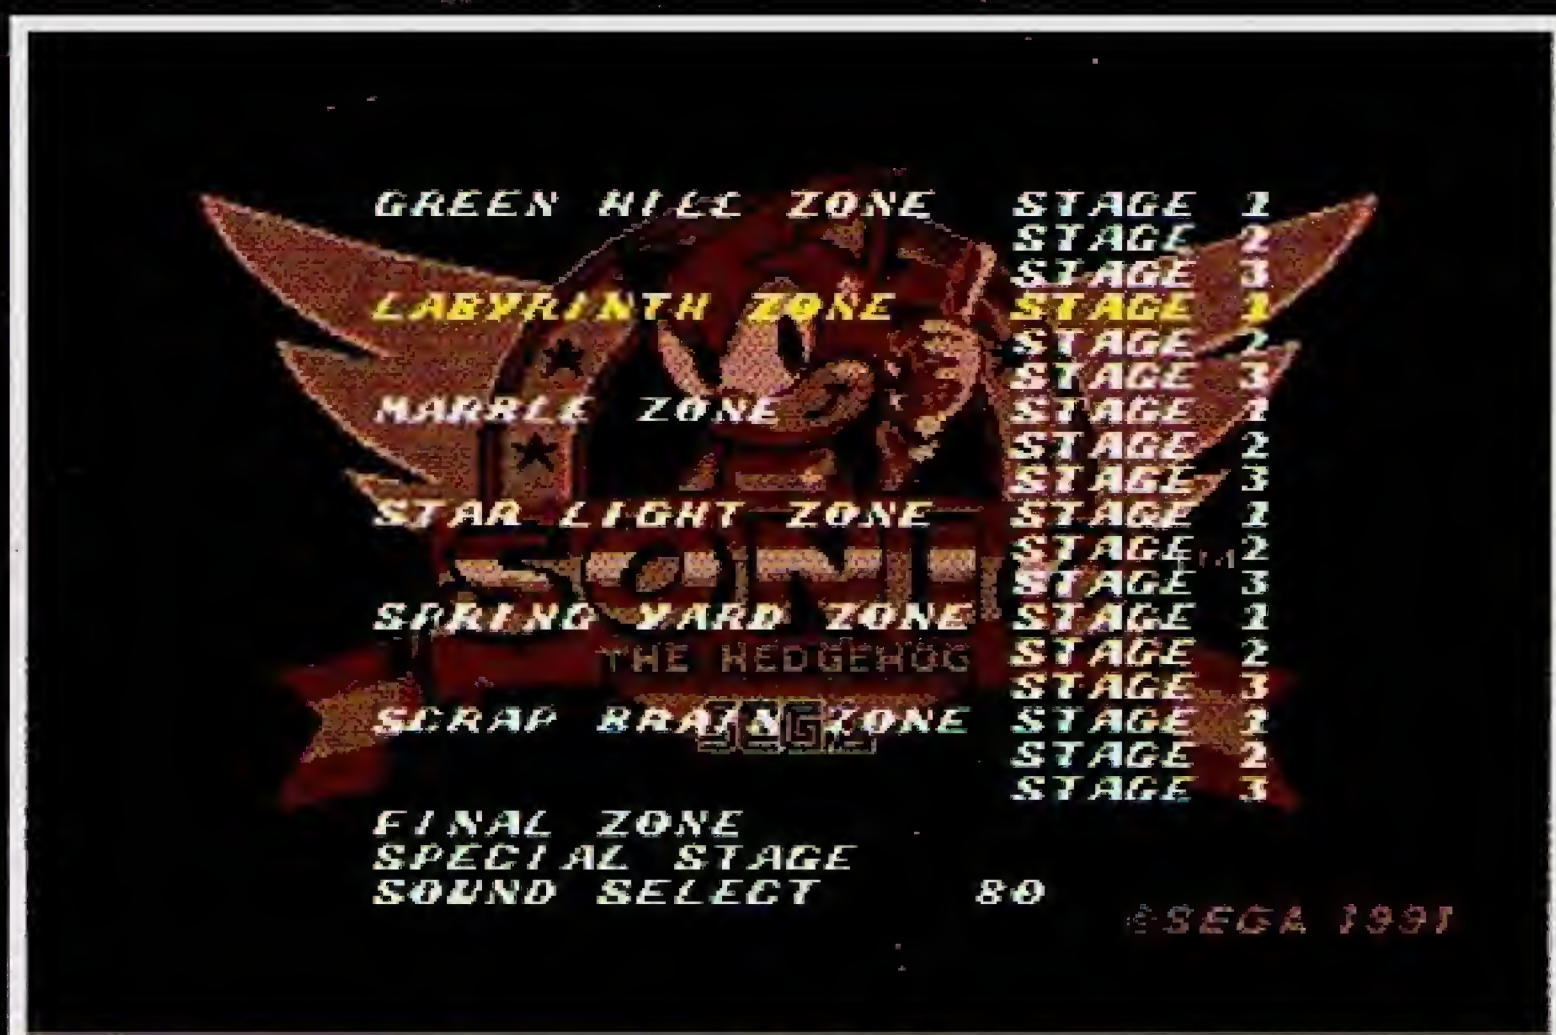 GREEN HILL ZONE STAGE 1
STAGE 2
STAGE 3
LABYRINTH ZONE STAGE 1
STAGE 2
STAGE 3
MARBLE ZONE STAGE 1
STAGE 2
STAGE 3
STAR LIGHT ZONE STAGE 1
STAGE 2
TM
STAGE 3
SONI
SPRING YARD ZONE STAGE 1
THE HEDGEHOG
STAGE 2
STAGE 3
SCRAP BRAIN ZONE STAGE 1
SEGA
STAGE 2
STAGE 3
FINAL ZONE
SPECIAL STAGE
SOUND SELECT 80
©SEGA 1991